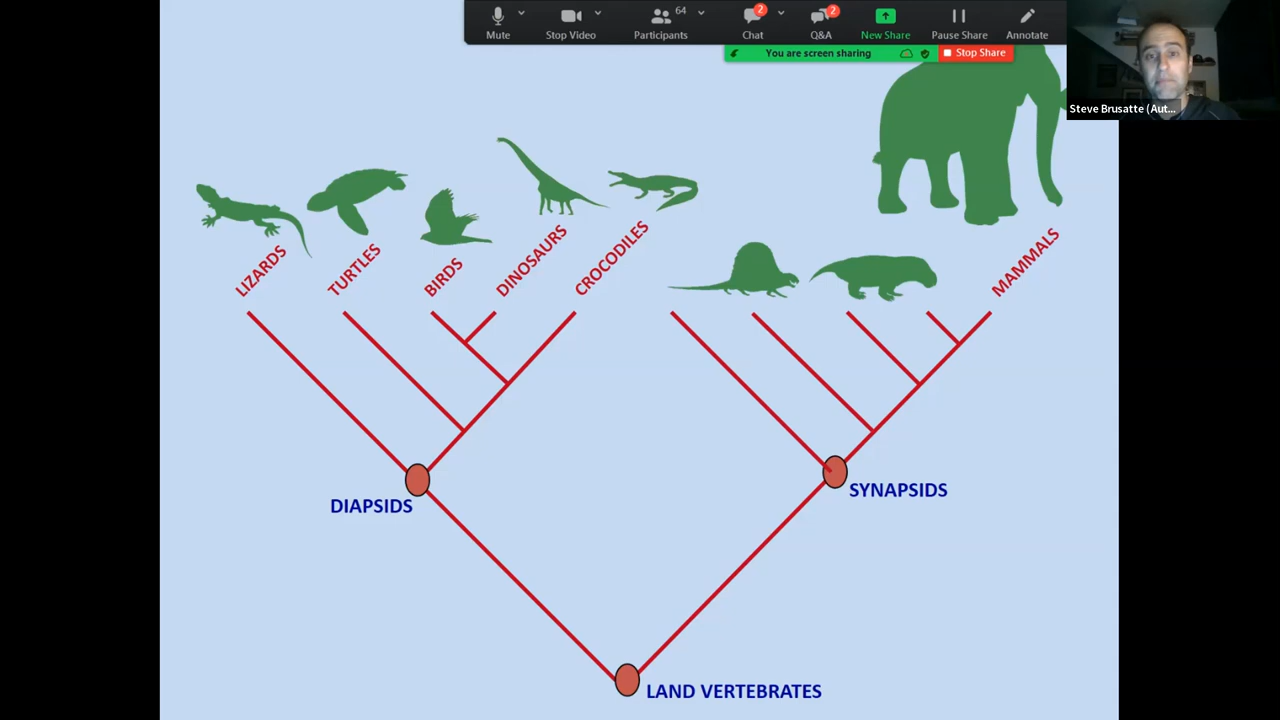 64
2
2
Mute
Stop Video
Participants
Chat
Q&A
New Share
Pause Share
Annotate
You are screen sharing
Stop Share
Steve Brusatte (Aut...
LIZARDS
TURTLES
BIRDS
DINOSAURS
CROCODILES
MAMMALS
DIAPSIDS
SYNAPSIDS
LAND VERTEBRATES